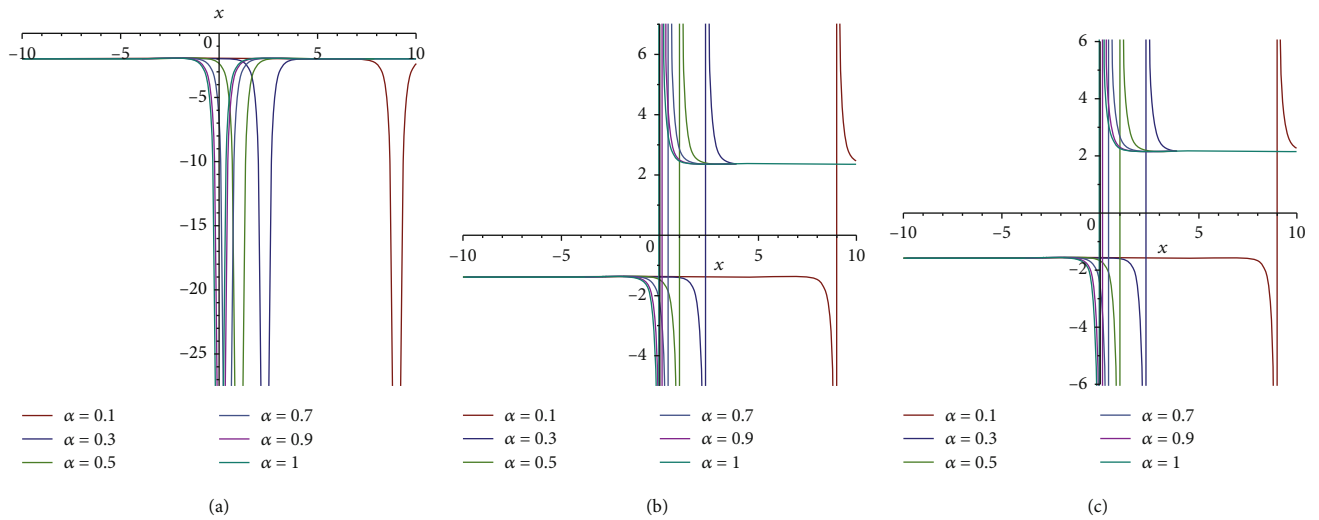 x
-10
-5
0
5
10
-5
-10
-15
-20
-25
α = 0.1
α = 0.3
α = 0.5
α = 0.7
α = 0.9
α = 1
(a)
6
4
2
-10
-5
0
5
10
x
-2
-4
α = 0.1
α = 0.3
α = 0.5
α = 0.7
α = 0.9
α = 1
(b)
6
4
2
-10
-5
0
5
10
x
-2
-4
-6
α = 0.1
α = 0.3
α = 0.5
α = 0.7
α = 0.9
α = 1
(c)